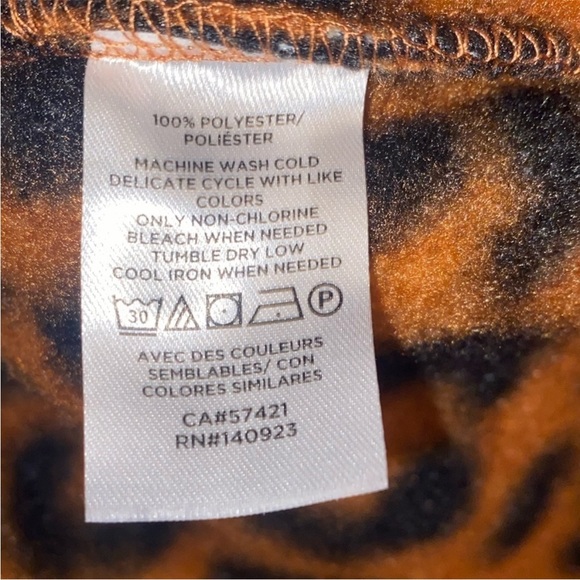 100% POLYESTER/
POLIÉSTER
MACHINE WASH COLD
DELICATE CYCLE WITH LIKE
COLORS
ONLY NON-CHLORINE
BLEACH WHEN NEEDED
TUMBLE DRY LOW
COOL IRON WHEN NEEDED
30 P
AVEC DES COULEURS
SEMBLABLES/ CON
COLORES SIMILARES
CA#57421
RN#140923